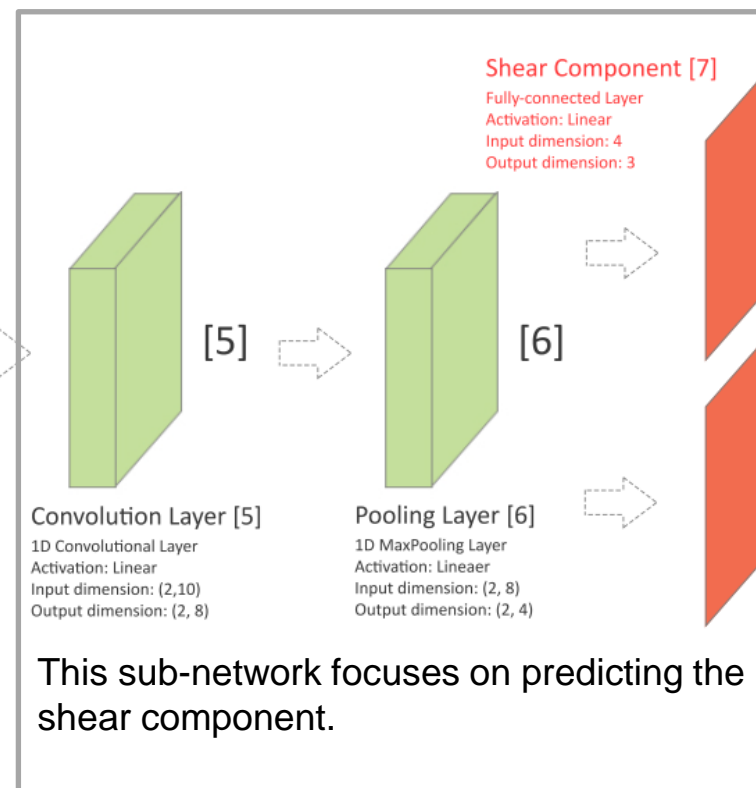 Shear Component [7]
Fully-connected Layer
Activation: Linear
Input dimension: 4
Output dimension: 3
[5]
[6]
Convolution Layer [5]
1D Convolutional Layer
Activation: Linear
Input dimension: (2,10)
Output dimension: (2, 8)
Pooling Layer [6]
1D MaxPooling Layer
Activation: Lineaer
Input dimension: (2, 8)
Output dimension: (2, 4)
This sub-network focuses on predicting the
shear component.